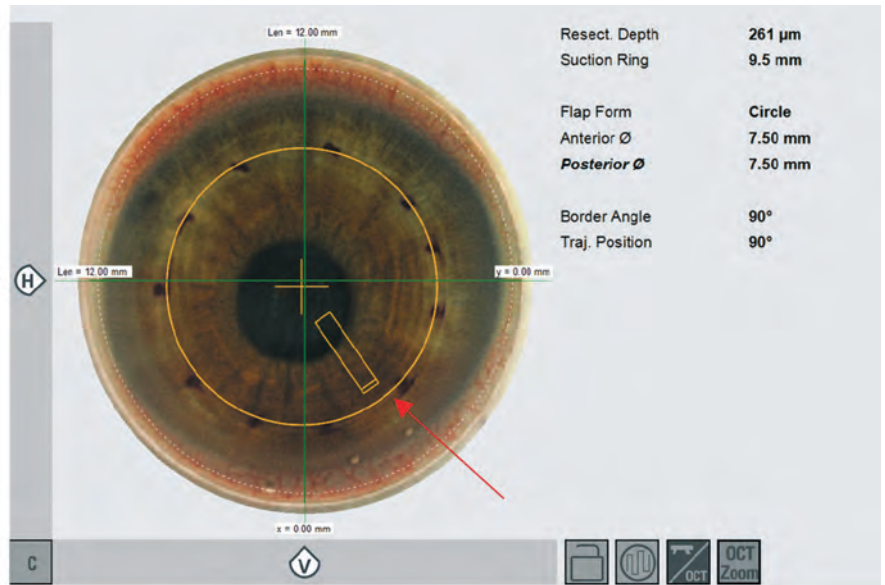 Len = 12.00 mm
Resect. Depth 261 µm
Suction Ring 9.5 mm
Flap Form Circle
Anterior Ø 7.50 mm
Posterior Ø 7.50 mm
Border Angle 90°
Traj. Position 90°
H
Len = 12.00 mm
y = 0.00 mm
x = 0.00 mm
C
V
OCT
OCT
Zoom